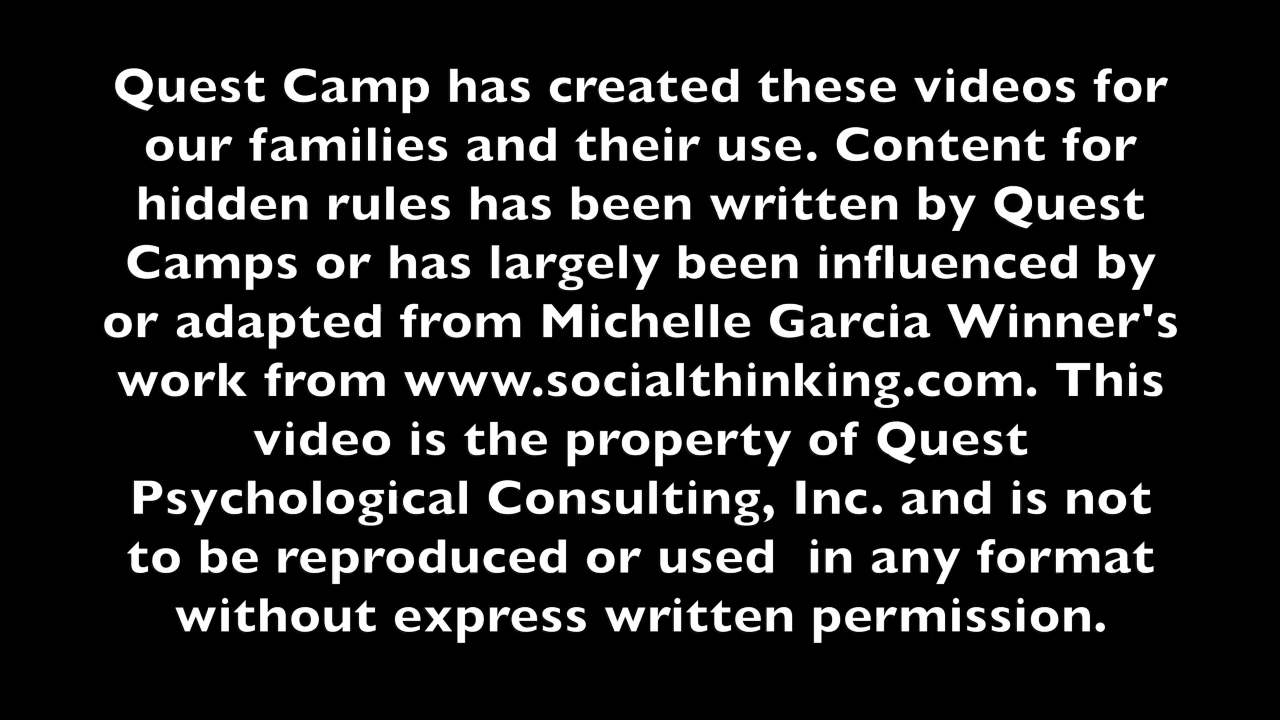 Quest Camp has created these videos for
our families and their use. Content for
hidden rules has been written by Quest
Camps or has largely been influenced by
or adapted from Michelle Garcia Winner's
work from www.socialthinking.com. This
video is the property of Quest
Psychological Consulting, Inc. and is not
to be reproduced or used  in any format
without express written permission.